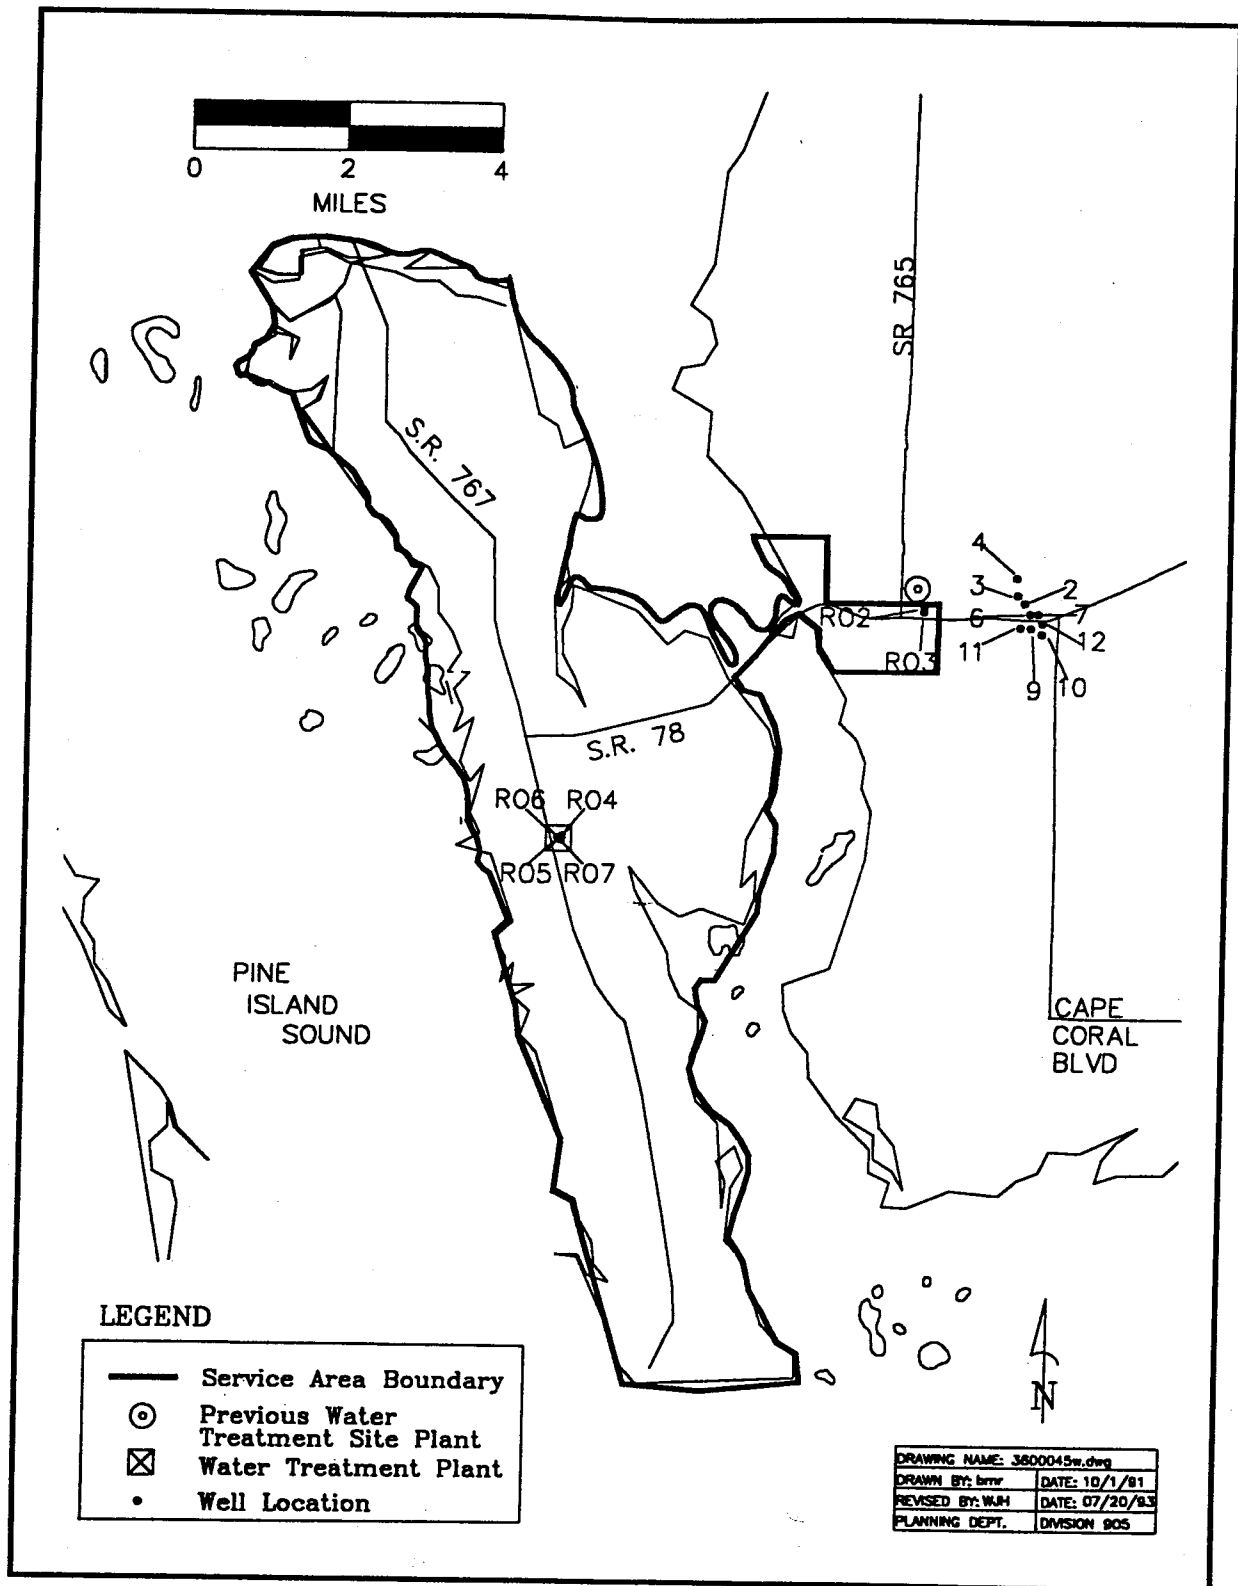 0 2 4
MILES
SR 765
S.R. 767
4
3 2
6 7
11 12
9 10
RO2
RO3
S.R. 78
RO6 RO4
RO5 RO7
PINE
ISLAND
SOUND
CAPE
CORAL
BLVD
LEGEND
Service Area Boundary
Previous Water
Treatment Site Plant
Water Treatment Plant
Well Location
N
DRAWING NAME: 3600045w.dwg
DRAWN BY: bmr DATE: 10/1/91
REVISED BY: WJH DATE: 07/20/93
PLANNING DEPT. DIVISION 905